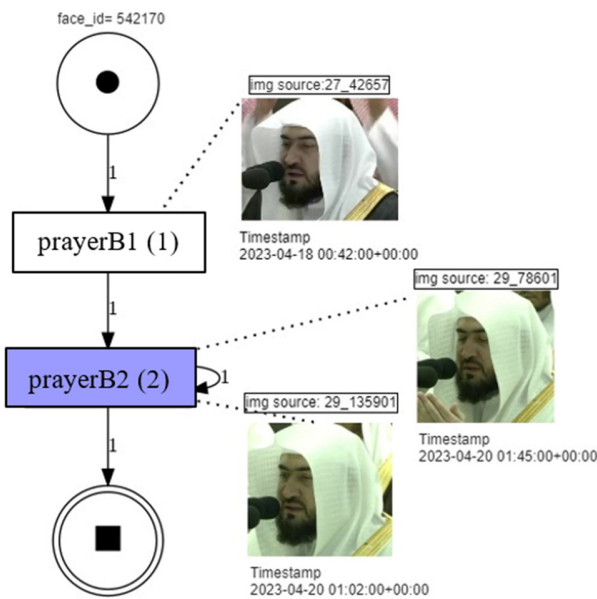 face_id= 542170
img source:27_42657
1
prayerB1 (1)
Timestamp
2023-04-18 00:42:00+00:00
img source: 29_78601
1
prayerB2 (2)
1
img source: 29_135901
Timestamp
2023-04-20 01:45:00+00:00
1
Timestamp
2023-04-20 01:02:00+00:00